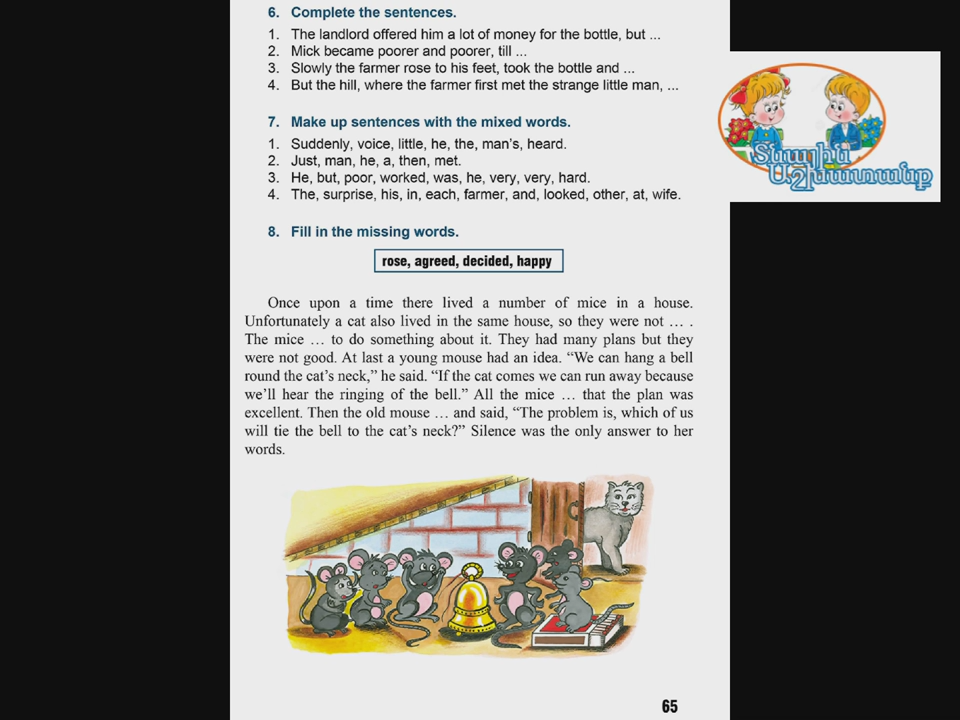 6. Complete the sentences.
1. The landlord offered him a lot of money for the bottle, but ...
2. Mick became poorer and poorer, till ...
3. Slowly the farmer rose to his feet, took the bottle and ...
4. But the hill, where the farmer first met the strange little man, ...
7. Make up sentences with the mixed words.
1. Suddenly, voice, little, he, the, man's, heard.
2. Just, man, he, a, then, met.
3. He, but, poor, worked, was, he, very, very, hard.
4. The, surprise, his, in, each, farmer, and, looked, other, at, wife.
8. Fill in the missing words.
rose, agreed, decided, happy
Once upon a time there lived a number of mice in a house.
Unfortunately a cat also lived in the same house, so they were not ... .
The mice ... to do something about it. They had many plans but they
were not good. At last a young mouse had an idea. “We can hang a bell
round the cat's neck,” he said. “If the cat comes we can run away because
we'll hear the ringing of the bell.” All the mice ... that the plan was
excellent. Then the old mouse ... and said, “The problem is, which of us
will tie the bell to the cat's neck?” Silence was the only answer to her
words.
65
Տնային
Աշխատանք